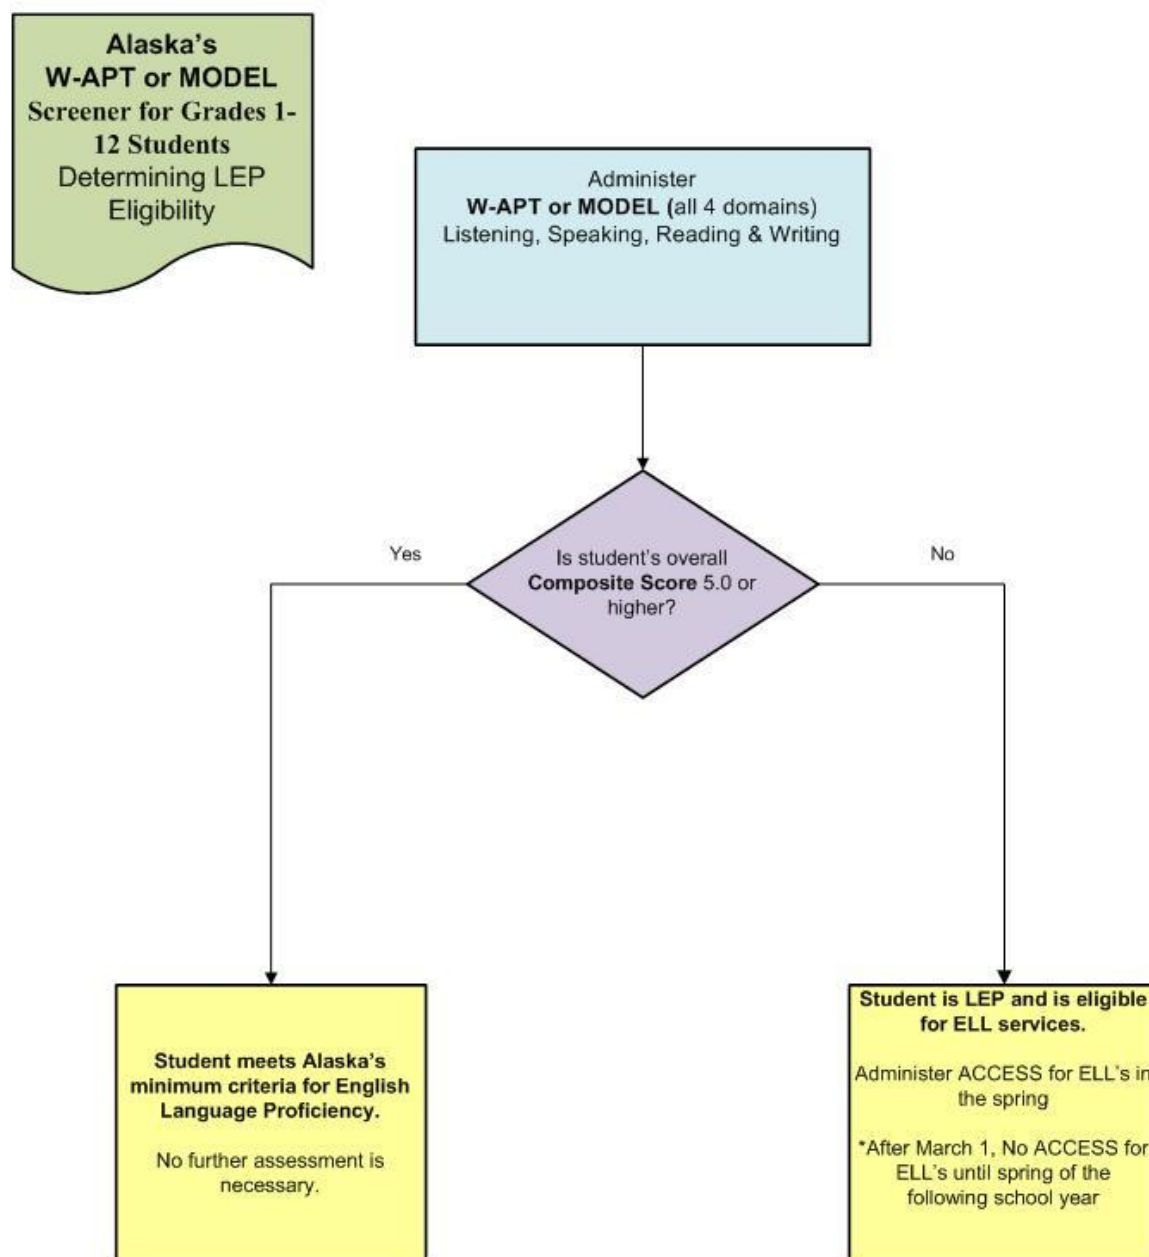 Alaska's
W-APT or MODEL
Screener for Grades 1-
12 Students
Determining LEP
Eligibility
Administer
W-APT or MODEL (all 4 domains)
Listening, Speaking, Reading & Writing
Is student's overall
Composite Score 5.0 or
higher?
Yes
No
Student meets Alaska's
minimum criteria for English
Language Proficiency.
No further assessment is
necessary.
Student is LEP and is eligible
for ELL services.
Administer ACCESS for ELL's in
the spring
*After March 1, No ACCESS for
ELL's until spring of the
following school year